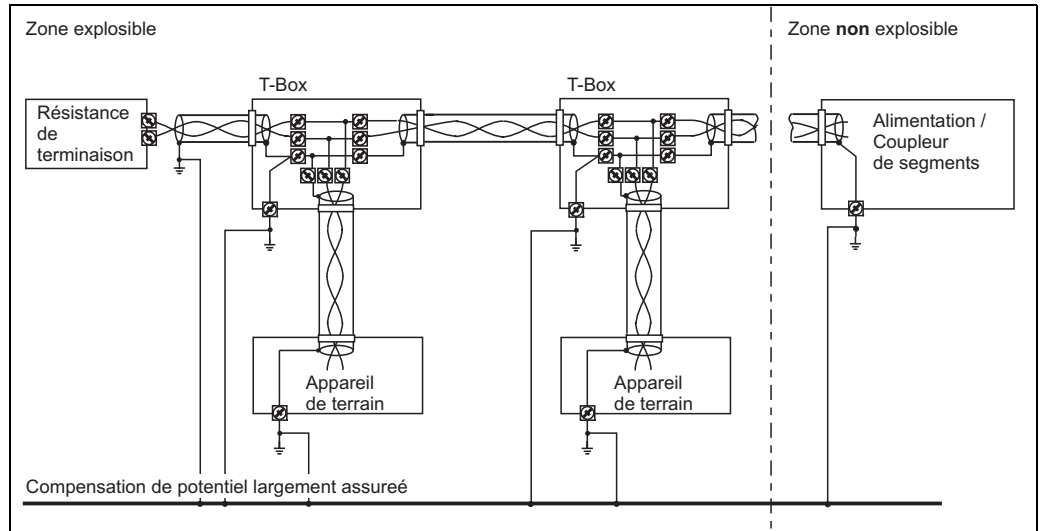 Zone explosible
Zone non explosible
T-Box
T-Box
Résistance
de
terminaison
Alimentation /
Coupleur
de segments
Appareil
de terrain
Appareil
de terrain
Compensation de potentiel largement assureé